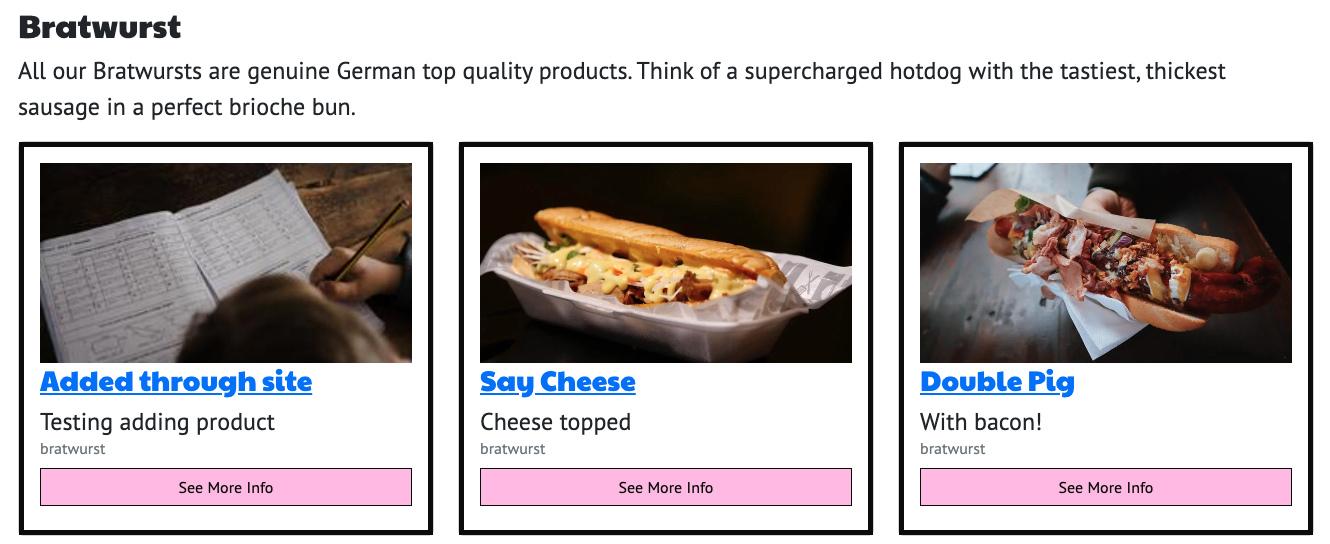 Bratwurst
All our Bratwursts are genuine German top quality products. Think of a supercharged hotdog with the tastiest, thickest
sausage in a perfect brioche bun.
Added through site
Testing adding product
bratwurst
See More Info
Say Cheese
Cheese topped
bratwurst
See More Info
Double Pig
With bacon!
bratwurst
See More Info